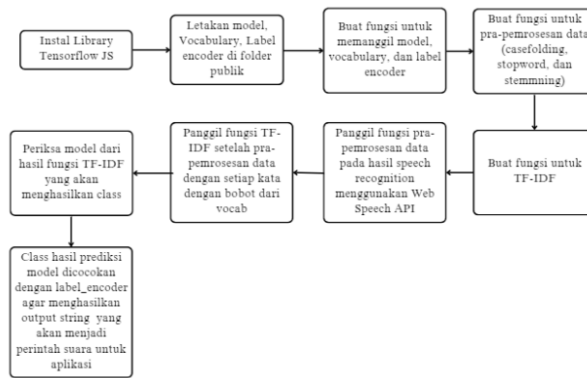 Instal Library
Tensorflow JS
Letakan model,
Vocabulary, Label
encoder di folder
publik
Buat fungsi untuk
memanggil model,
vocabulary, dan label
encoder
Buat fungsi untuk
pra-pemrosesan data
(casefolding,
stopword, dan
stemmning)
Buat fungsi untuk
TF-IDF
Panggil fungsi pra-
pemrosesan data
pada hasil speech
recognition
menggunakan Web
Speech API
Panggil fungsi TF-
IDF setelah pra-
pemrosesan data
dengan setiap kata
dengan bobot dari
vocab
Periksa model dari
hasil fungsi TF-IDF
yang akan
menghasilkan class
Class hasil prediksi
model dicocokan
dengan label_encoder
agar menghasilkan
output string yang
akan menjadi
perintah suara untuk
aplikasi